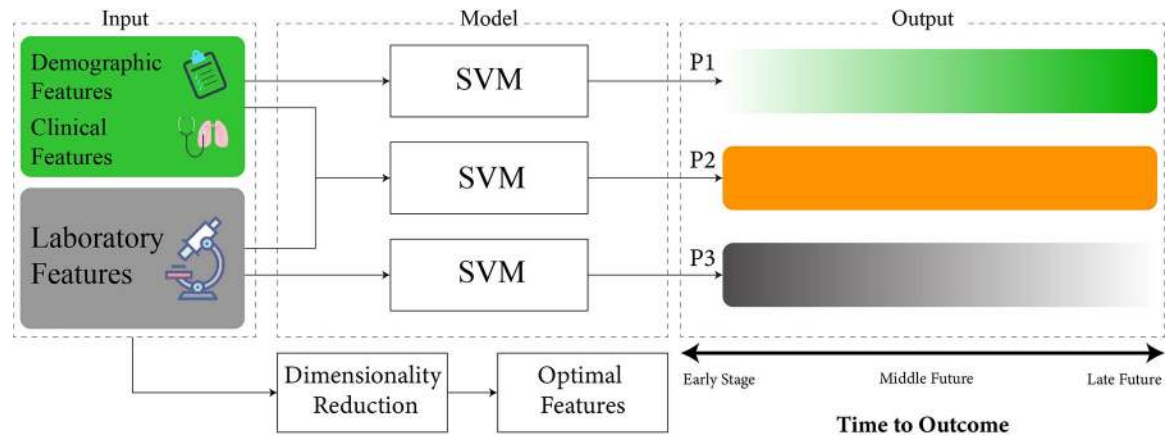 Input
Model
Output
Demographic
Features
Clinical
Features
Laboratory
Features
SVM
SVM
SVM
P1
P2
P3
Dimensionality
Reduction
Optimal
Features
Early Stage
Middle Future
Late Future
Time to Outcome